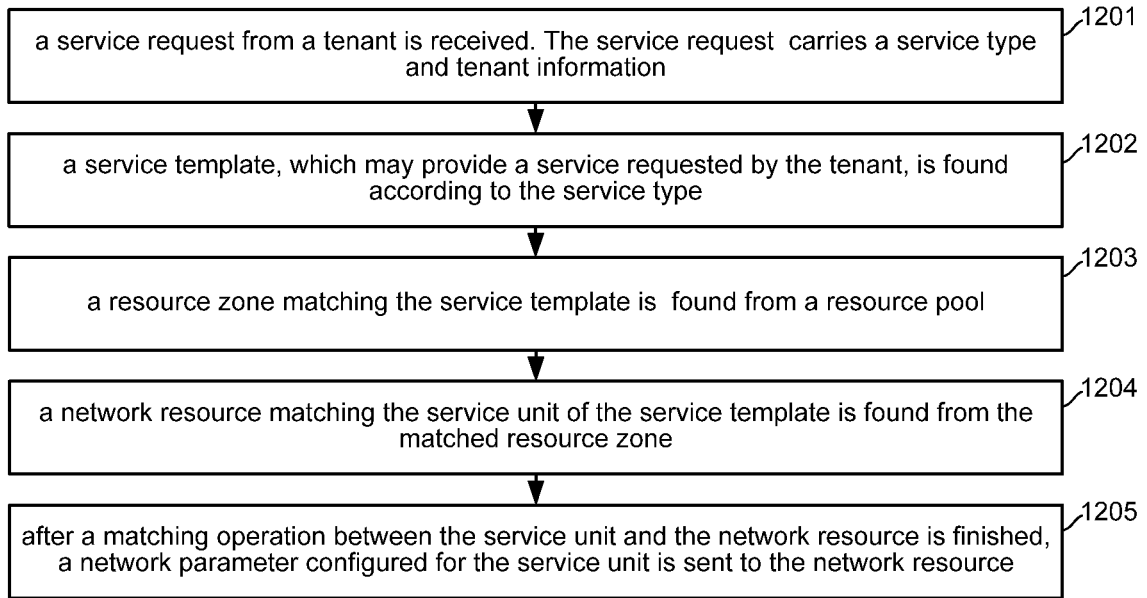 1201
a service request from a tenant is received. The service request carries a service type
and tenant information
1202
a service template, which may provide a service requested by the tenant, is found
according to the service type
1203
a resource zone matching the service template is found from a resource pool
1204
a network resource matching the service unit of the service template is found from the
matched resource zone
1205
after a matching operation between the service unit and the network resource is finished,
a network parameter configured for the service unit is sent to the network resource